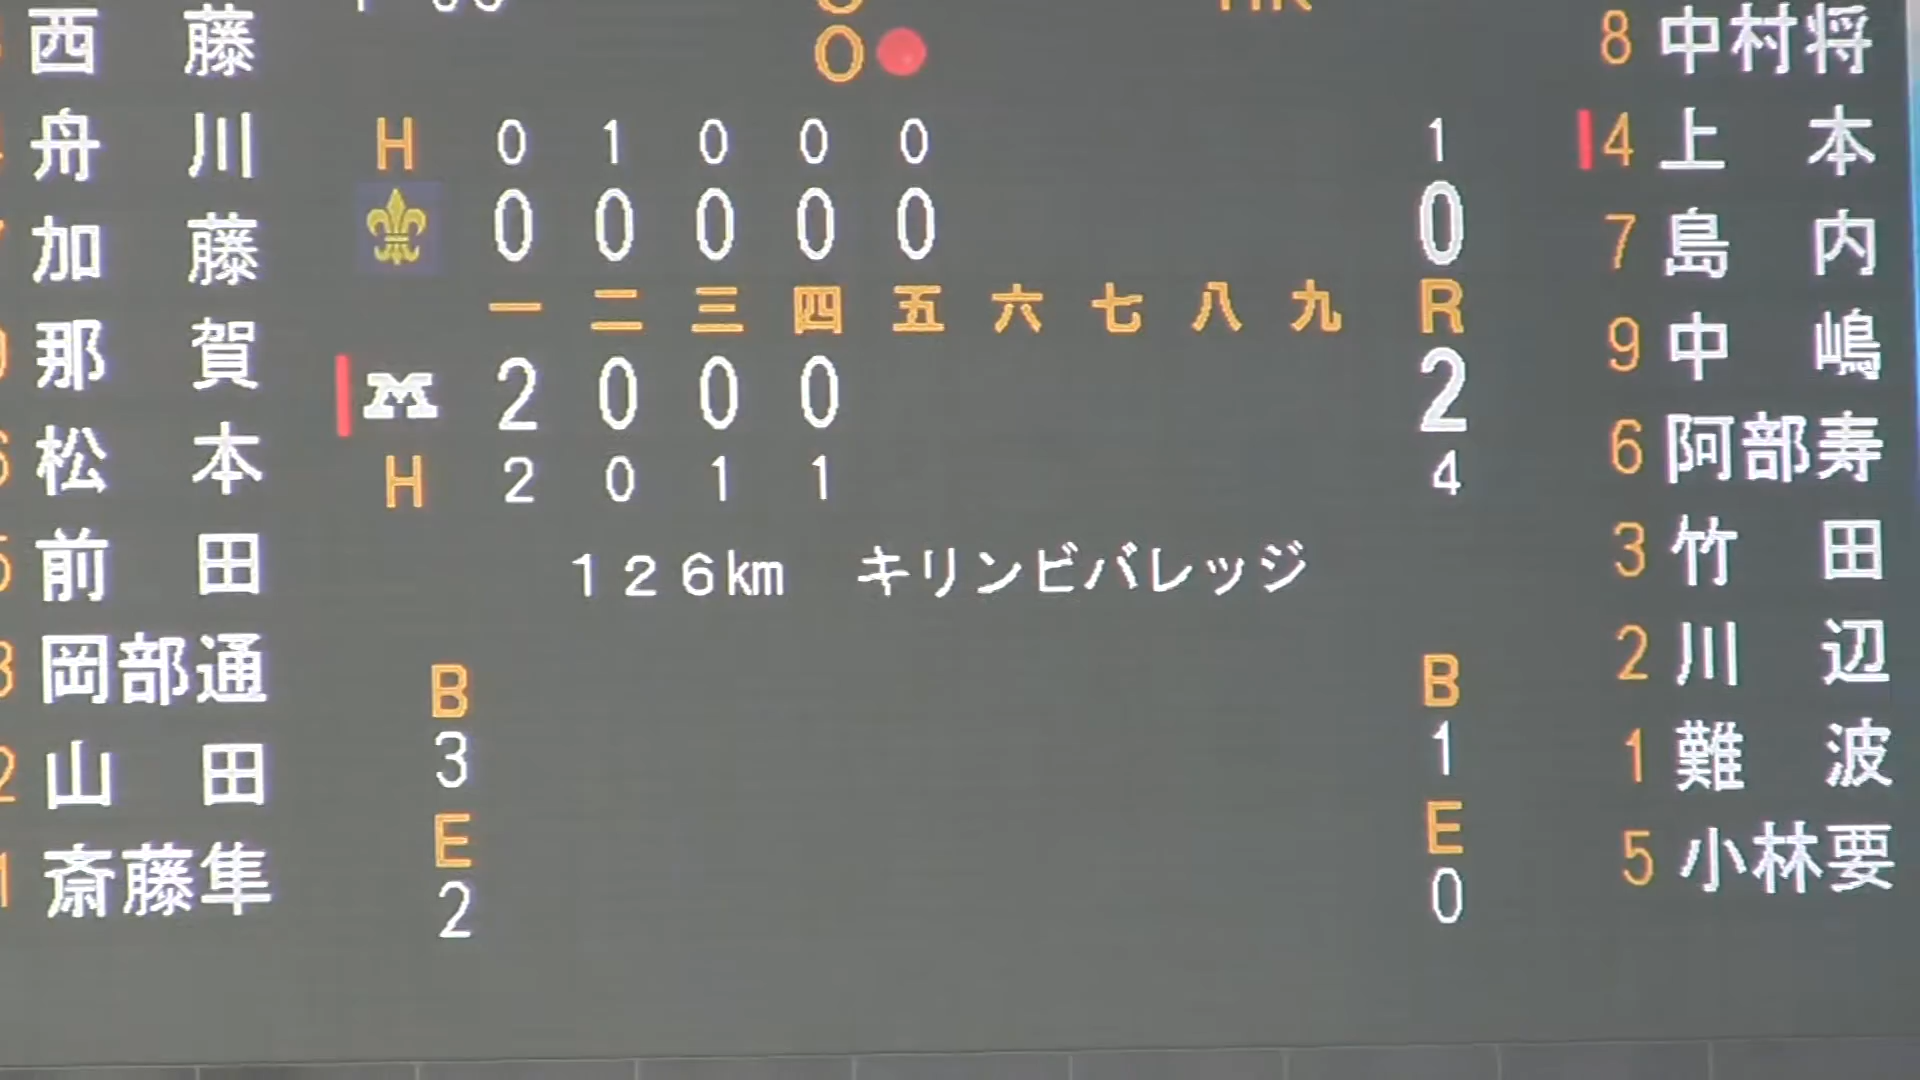 西藤
舟川
加藤
那賀
松本
前田
岡部通
山田
斎藤隼
O
H 0 1 0 0 0 1
0 0 0 0 0 0
一 二 三 四 五 六 七 八 九 R
M 2 0 0 0 2
H 2 0 1 1 4
126km キリンビバレッジ
B
3
E
2
B
1
E
0
8 中村将
4 上本
7 島内
9 中嶋
6 阿部寿
3 竹田
2 川辺
1 難波
5 小林要